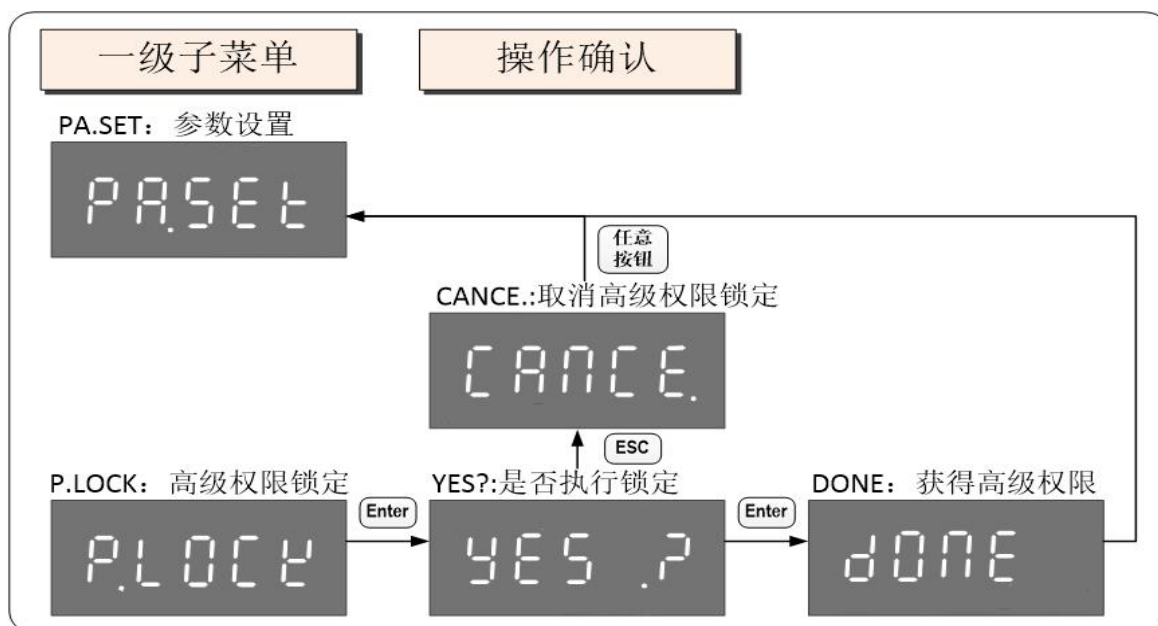 一级子菜单
操作确认
PA.SET：参数设置
PA.SEt
任意
按钮
CANCE.:取消高级权限锁定
CANCE.
ESC
P.LOCK：高级权限锁定
YES?:是否执行锁定
DONE：获得高级权限
Enter
Enter
P.LOCK
YES .?
dONE